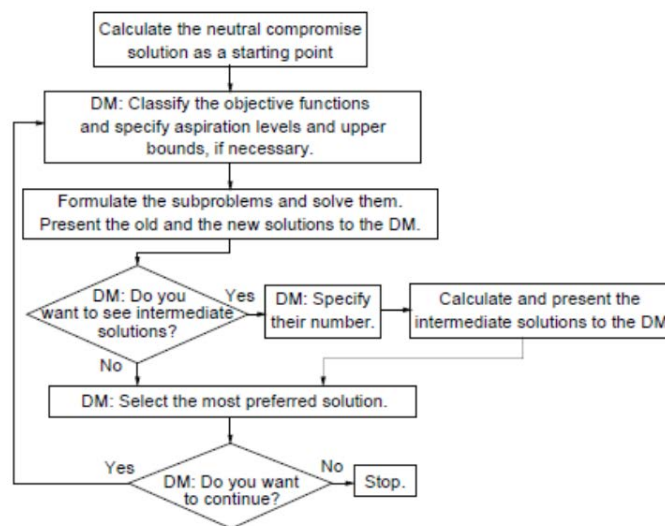 Calculate the neutral compromise
solution as a starting point
DM: Classify the objective functions
and specify aspiration levels and upper
bounds, if necessary.
Formulate the subproblems and solve them.
Present the old and the new solutions to the DM.
DM: Do you
want to see intermediate
solutions?
Yes
DM: Specify
their number.
Calculate and present the
intermediate solutions to the DM
No
DM: Select the most preferred solution.
Yes
DM: Do you want
to continue?
No
Stop.